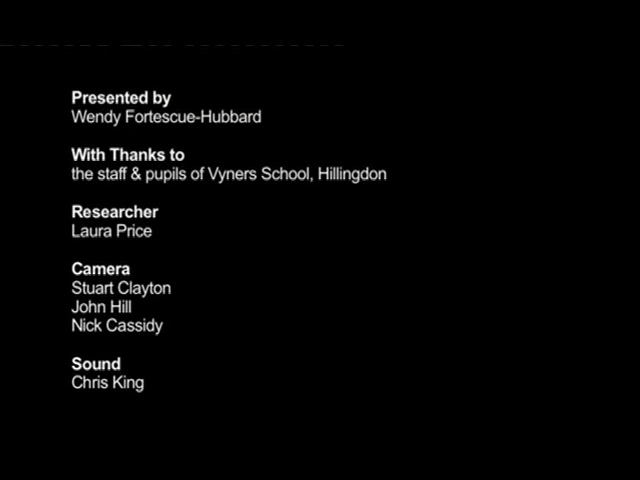 Presented by
Wendy Fortescue-Hubbard
With Thanks to
the staff & pupils of Vyners School, Hillingdon
Researcher
Laura Price
Camera
Stuart Clayton
John Hill
Nick Cassidy
Sound
Chris King